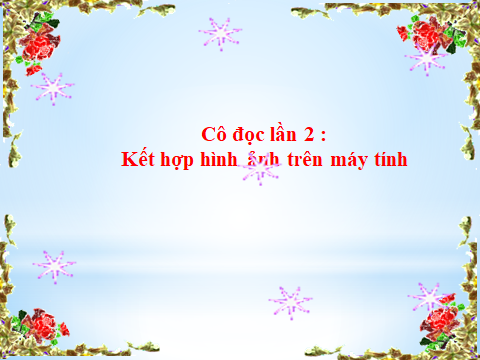 Cô đọc lần 2 :
Kết hợp hình ảnh trên máy tính